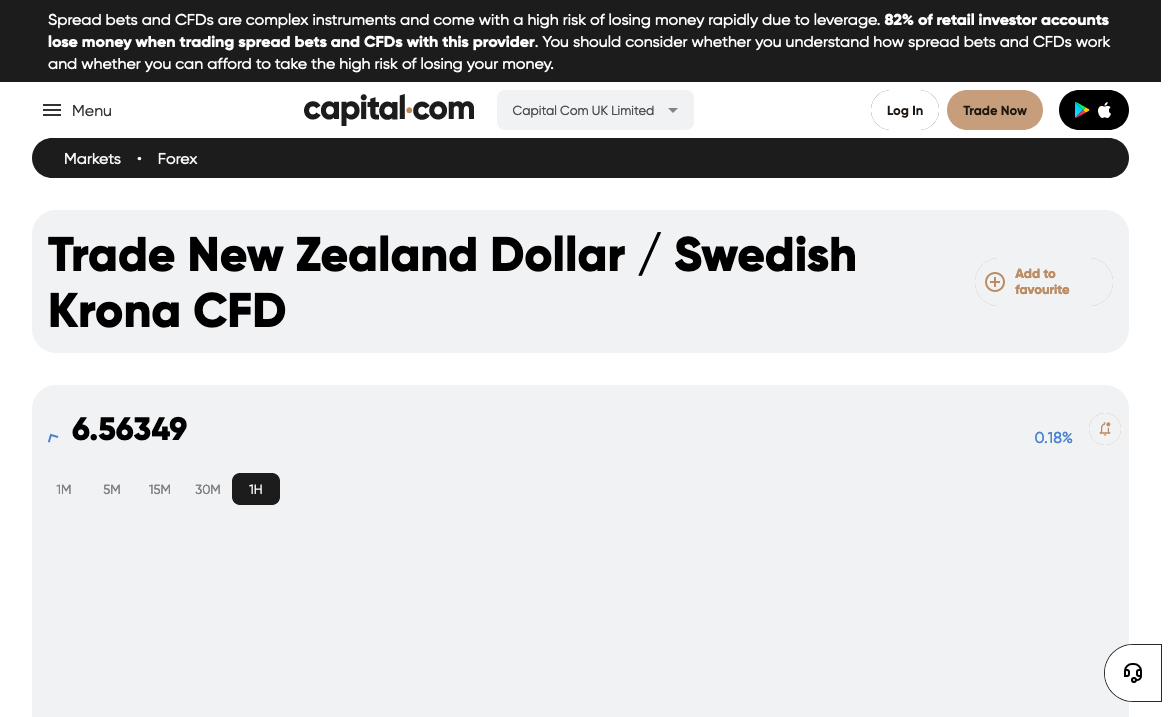 Spread bets and CFDs are complex instruments and come with a high risk of losing money rapidly due to leverage. 82% of retail investor accounts
lose money when trading spread bets and CFDs with this provider. You should consider whether you understand how spread bets and CFDs work
and whether you can afford to take the high risk of losing your money.
Menu
capital.com
Capital Com UK Limited
Log In
Trade Now
Markets • Forex
Trade New Zealand Dollar / Swedish
Krona CFD
Add to
favourite
6.56349
0.18%
1M 5M 15M 30M 1H